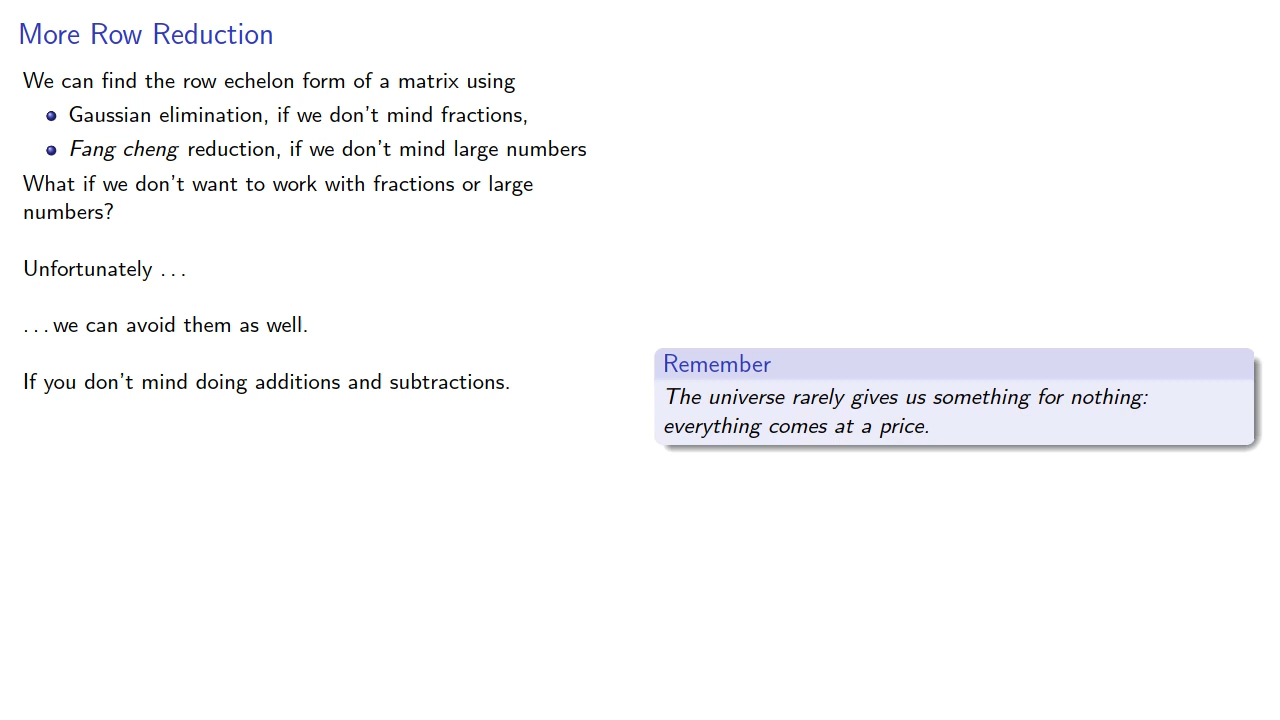 More Row Reduction
We can find the row echelon form of a matrix using
Gaussian elimination, if we don't mind fractions,
Fang cheng reduction, if we don't mind large numbers
What if we don't want to work with fractions or large
numbers?
Unfortunately ...
...we can avoid them as well.
If you don't mind doing additions and subtractions.
Remember
The universe rarely gives us something for nothing:
everything comes at a price.